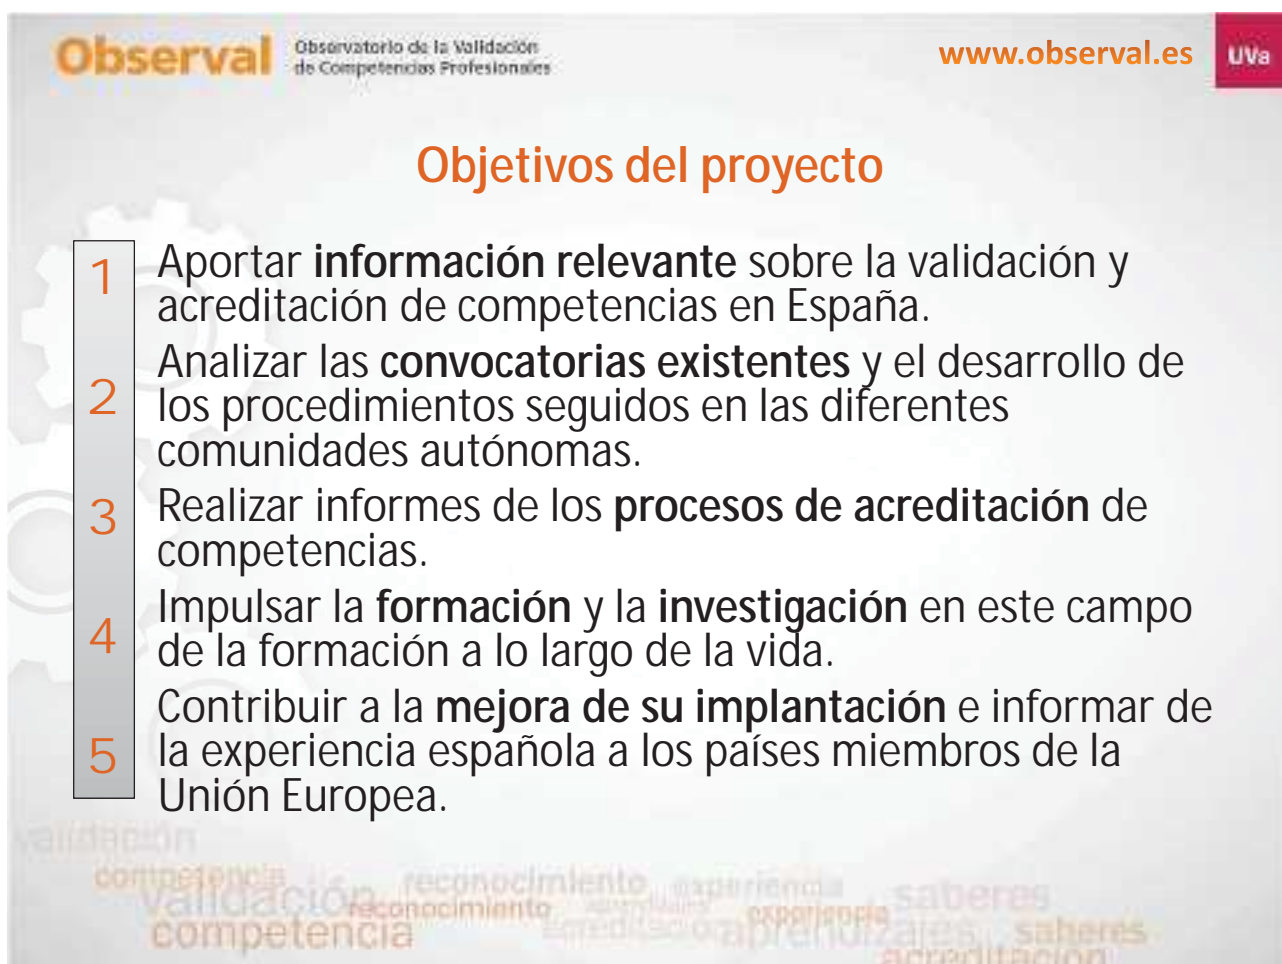 Observal
Observatorio de la Validación
de Competencias Profesionales
www.observal.es
UVa
Objetivos del proyecto
1 Aportar información relevante sobre la validación y
acreditación de competencias en España.
2 Analizar las convocatorias existentes y el desarrollo de
los procedimientos seguidos en las diferentes
comunidades autónomas.
3 Realizar informes de los procesos de acreditación de
competencias.
4 Impulsar la formación y la investigación en este campo
de la formación a lo largo de la vida.
5 Contribuir a la mejora de su implantación e informar de
la experiencia española a los países miembros de la
Unión Europea.
validación
competencia reconocimiento experiencia saberes
validación reconocimiento experiencia
competencia aprendizajes saberes
acreditación